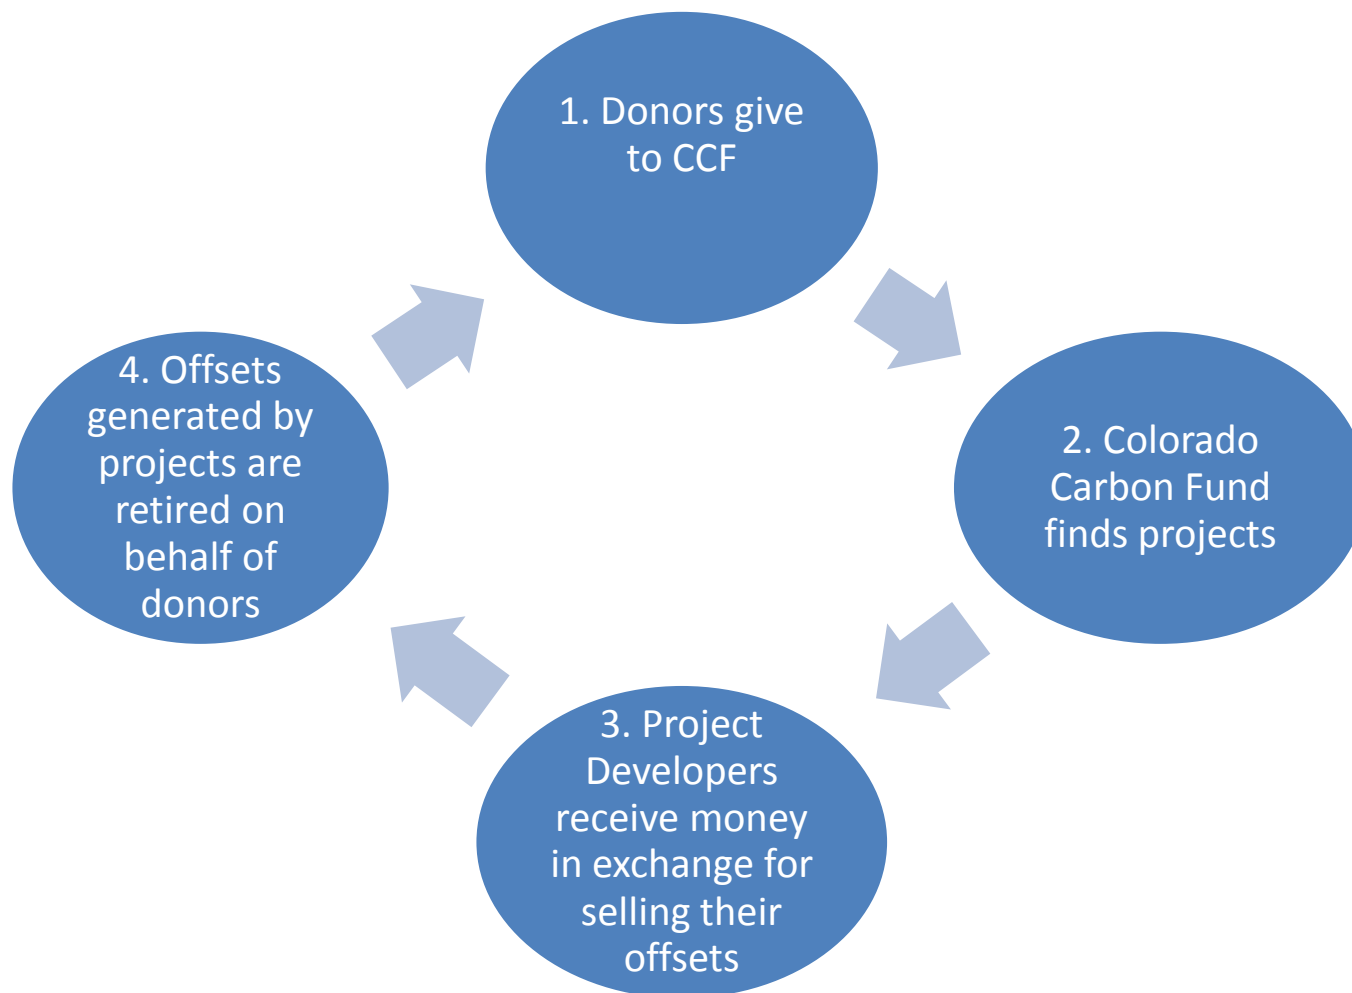 1. Donors give
to CCF
2. Colorado
Carbon Fund
finds projects
3. Project
Developers
receive money
in exchange for
selling their
offsets
4. Offsets
generated by
projects are
retired on
behalf of
donors